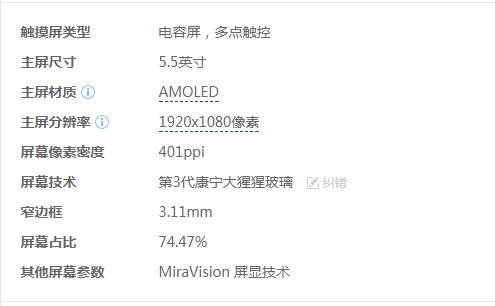 触摸屏类型 电容屏，多点触控
主屏尺寸 5.5英寸
主屏材质 AMOLED
主屏分辨率 1920x1080像素
屏幕像素密度 401ppi
屏幕技术 第3代康宁大猩猩玻璃 纠错
窄边框 3.11mm
屏幕占比 74.47%
其他屏幕参数 MiraVision 屏显技术